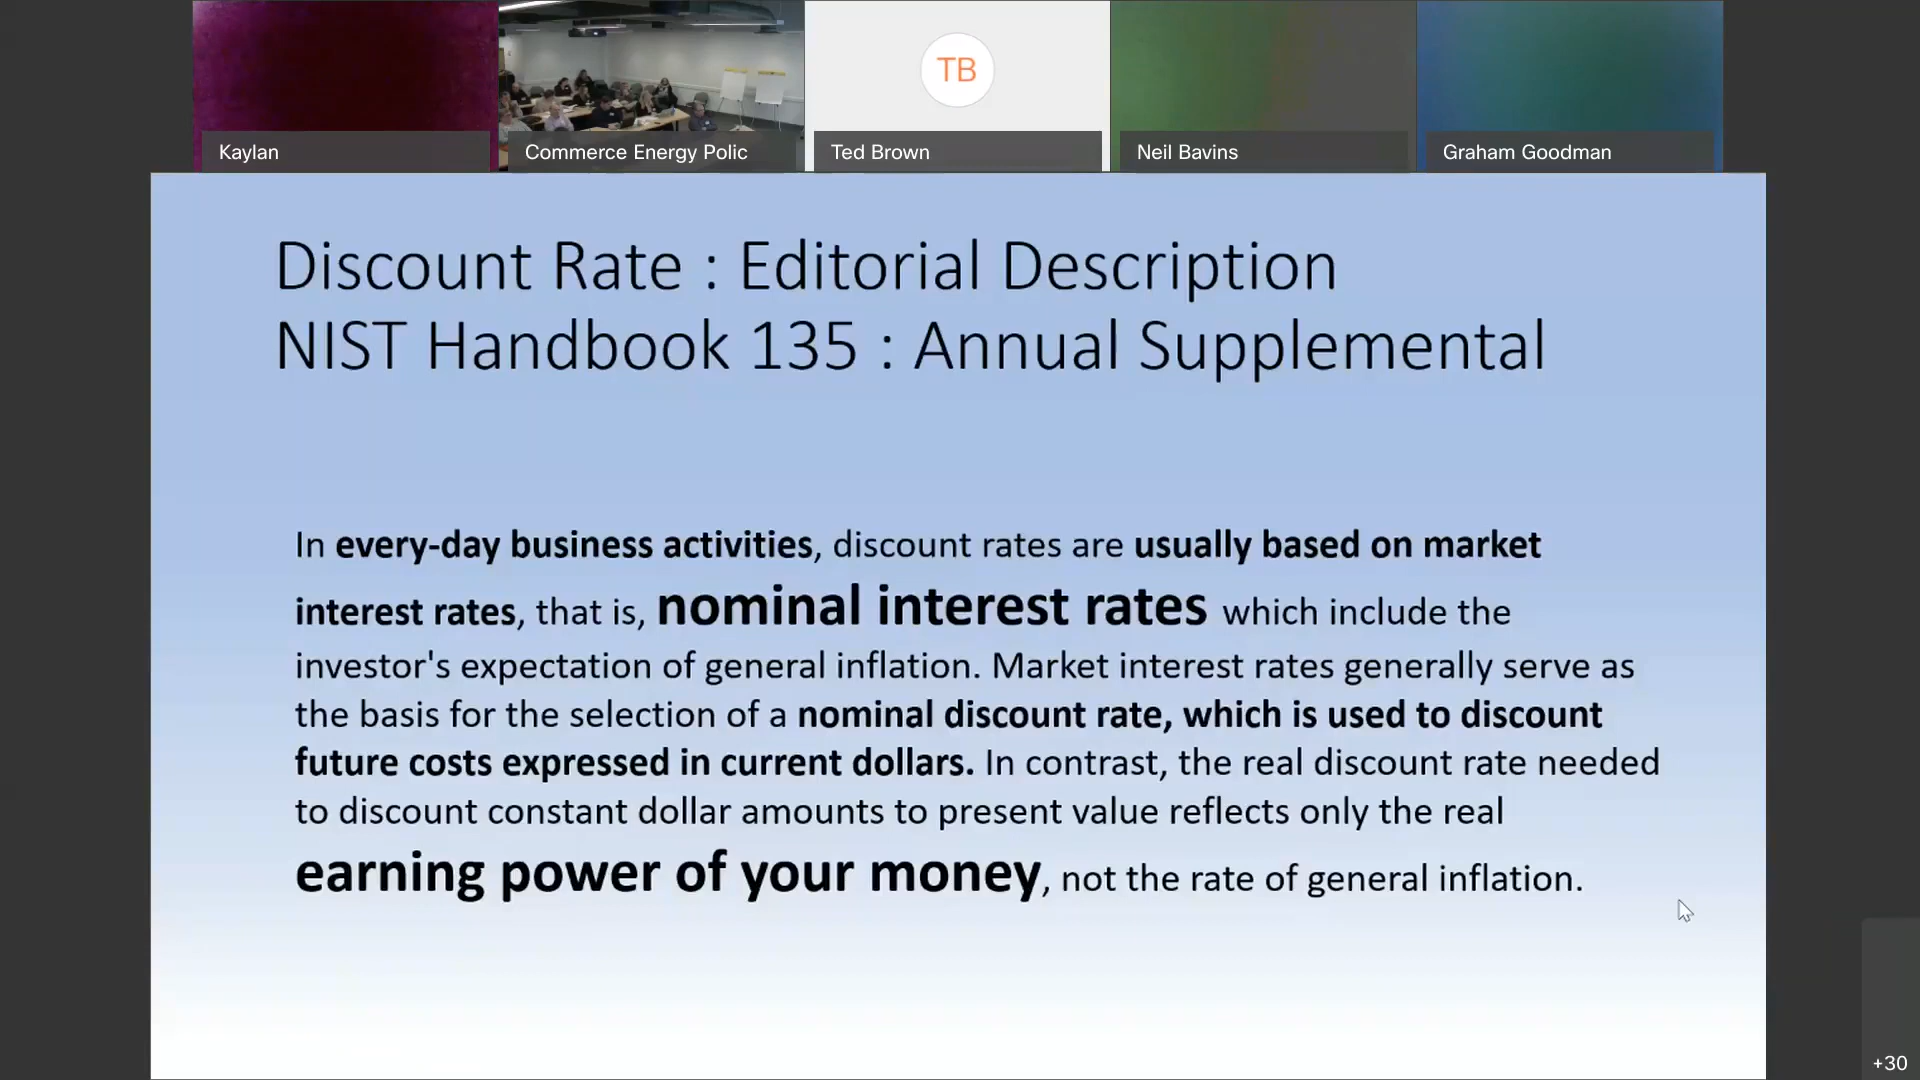 TB
Kaylan
Commerce Energy Polic
Ted Brown
Neil Bavins
Graham Goodman
Discount Rate : Editorial Description
NIST Handbook 135 : Annual Supplemental
In every-day business activities, discount rates are usually based on market
interest rates, that is, nominal interest rates which include the
investor's expectation of general inflation. Market interest rates generally serve as
the basis for the selection of a nominal discount rate, which is used to discount
future costs expressed in current dollars. In contrast, the real discount rate needed
to discount constant dollar amounts to present value reflects only the real
earning power of your money, not the rate of general inflation.
+30